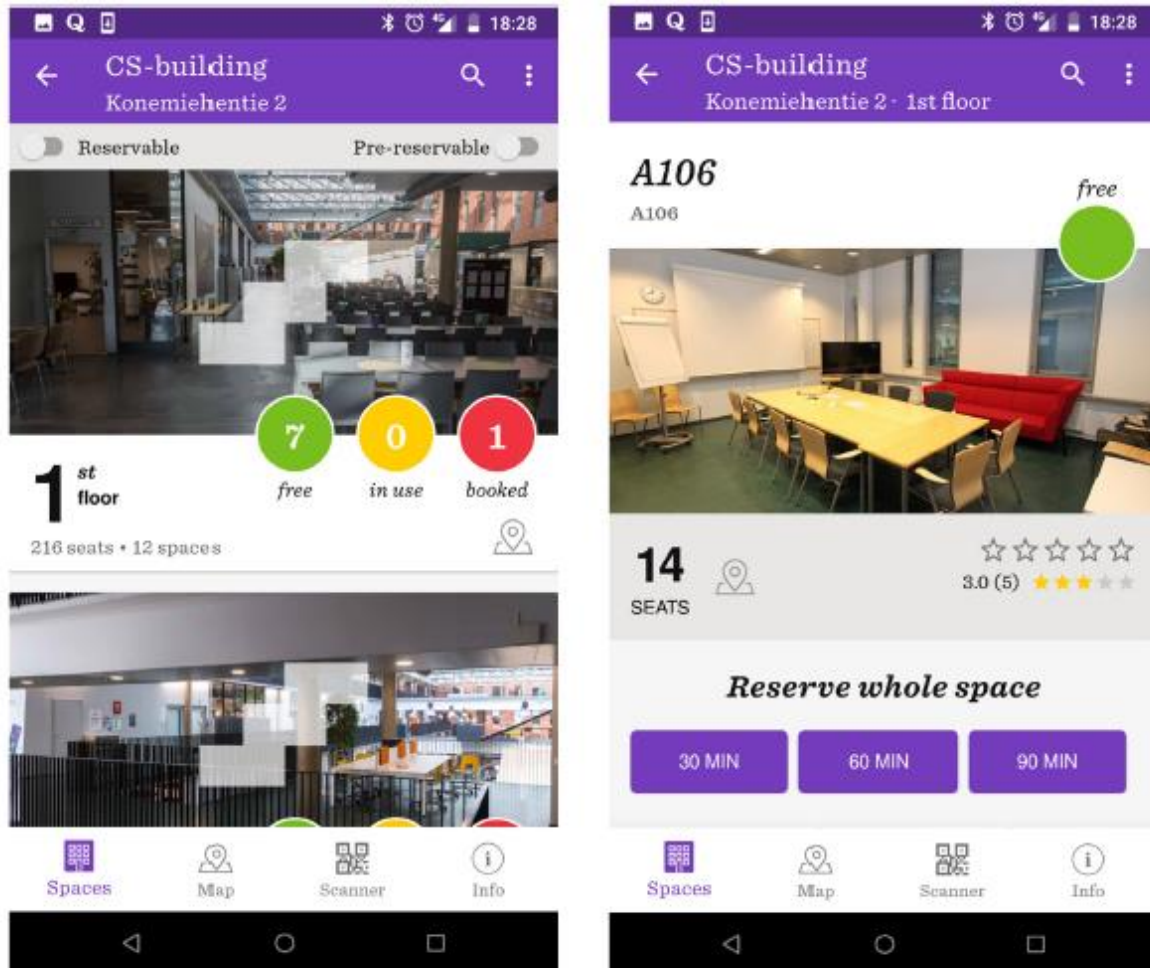 18:28
CS-building
Konemiehentie 2
Reservable
Pre-reservable
7
0
1
free
in use
booked
1st
floor
216 seats • 12 spaces
Spaces
Map
Scanner
Info
18:28
CS-building
Konemiehentie 2 - 1st floor
A106
A106
free
14
SEATS
3.0 (5)
Reserve whole space
30 MIN
60 MIN
90 MIN
Spaces
Map
Scanner
Info